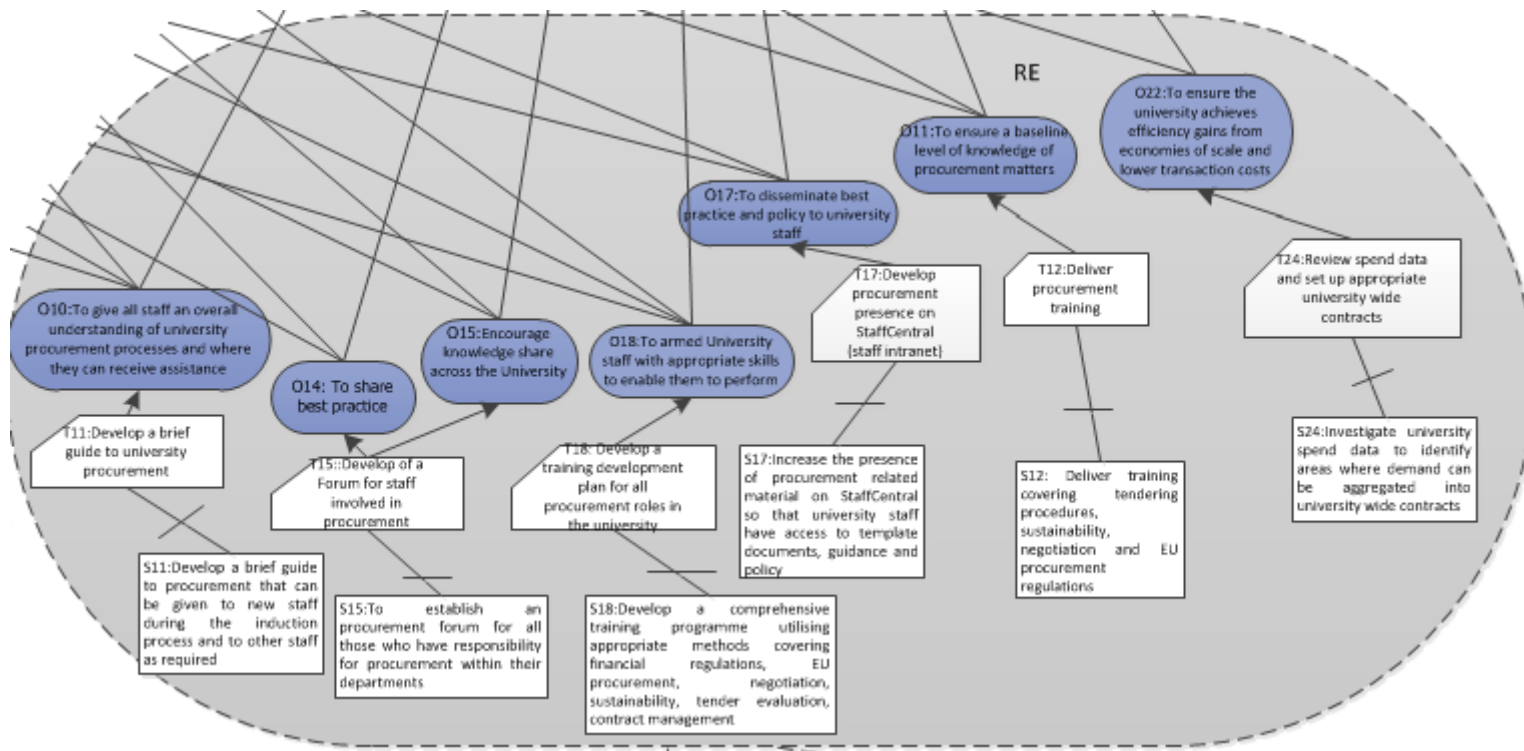 RE
O22:To ensure the
university achieves
efficiency gains from
economies of scale and
lower transaction costs
O11:To ensure a baseline
level of knowledge of
procurement matters
O17:To disseminate best
practice and policy to university
staff
O10:To give all staff an overall
understanding of university
procurement processes and where
they can receive assistance
O14: To share
best practice
O15:Encourage
knowledge share
across the University
O18:To armed University
staff with appropriate skills
to enable them to perform
T17:Develop
procurement
presence on
StaffCentral
(staff intranet)
T12:Deliver
procurement
training
T24:Review spend data
and set up appropriate
university wide
contracts
T11:Develop a brief
guide to university
procurement
T15::Develop of a
Forum for staff
involved in
procurement
T18: Develop a
training development
plan for all
procurement roles in
the university
S17:Increase the presence
of procurement related
material on StaffCentral
so that university staff
have access to template
documents, guidance and
policy
S12: Deliver training
covering tendering
procedures,
sustainability,
negotiation and EU
procurement
regulations
S24:Investigate university
spend data to identify
areas where demand can
be aggregated into
university wide contracts
S11:Develop a brief guide
to procurement that can
be given to new staff
during the induction
process and to other staff
as required
S15:To establish an
procurement forum for all
those who have responsibility
for procurement within their
departments
S18:Develop a comprehensive
training programme utilising
appropriate methods covering
financial regulations, EU
procurement, negotiation,
sustainability, tender evaluation,
contract management